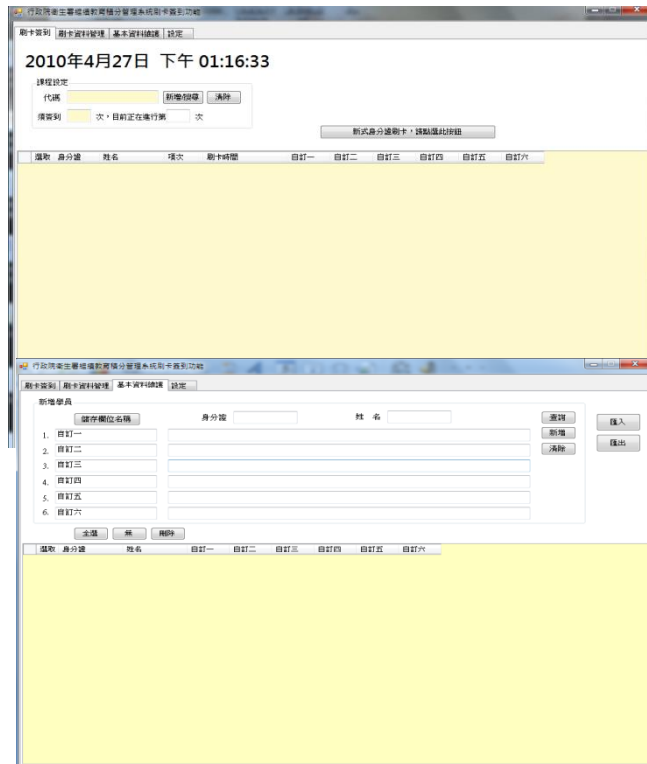 行政院衛生署繼續教育積分管理系統刷卡簽到功能
刷卡簽到 刷卡資料管理 基本資料維護 設定
2010年4月27日 下午 01:16:33
課程設定
代碼 新增/搜尋 清除
須簽到 次，目前正在進行第 次
新式身分證刷卡，請點選此按鈕
選取 身分證 姓名 項次 刷卡時間 自訂一 自訂二 自訂三 自訂四 自訂五 自訂六
行政院衛生署繼續教育積分管理系統刷卡簽到功能
刷卡簽到 刷卡資料管理 基本資料維護 設定
新增學員
儲存欄位名稱 身分證 姓 名 查詢 匯入
1. 自訂一 新增
2. 自訂二 清除 匯出
3. 自訂三
4. 自訂四
5. 自訂五
6. 自訂六
全選 無 刪除
選取 身分證 姓名 自訂一 自訂二 自訂三 自訂四 自訂五 自訂六